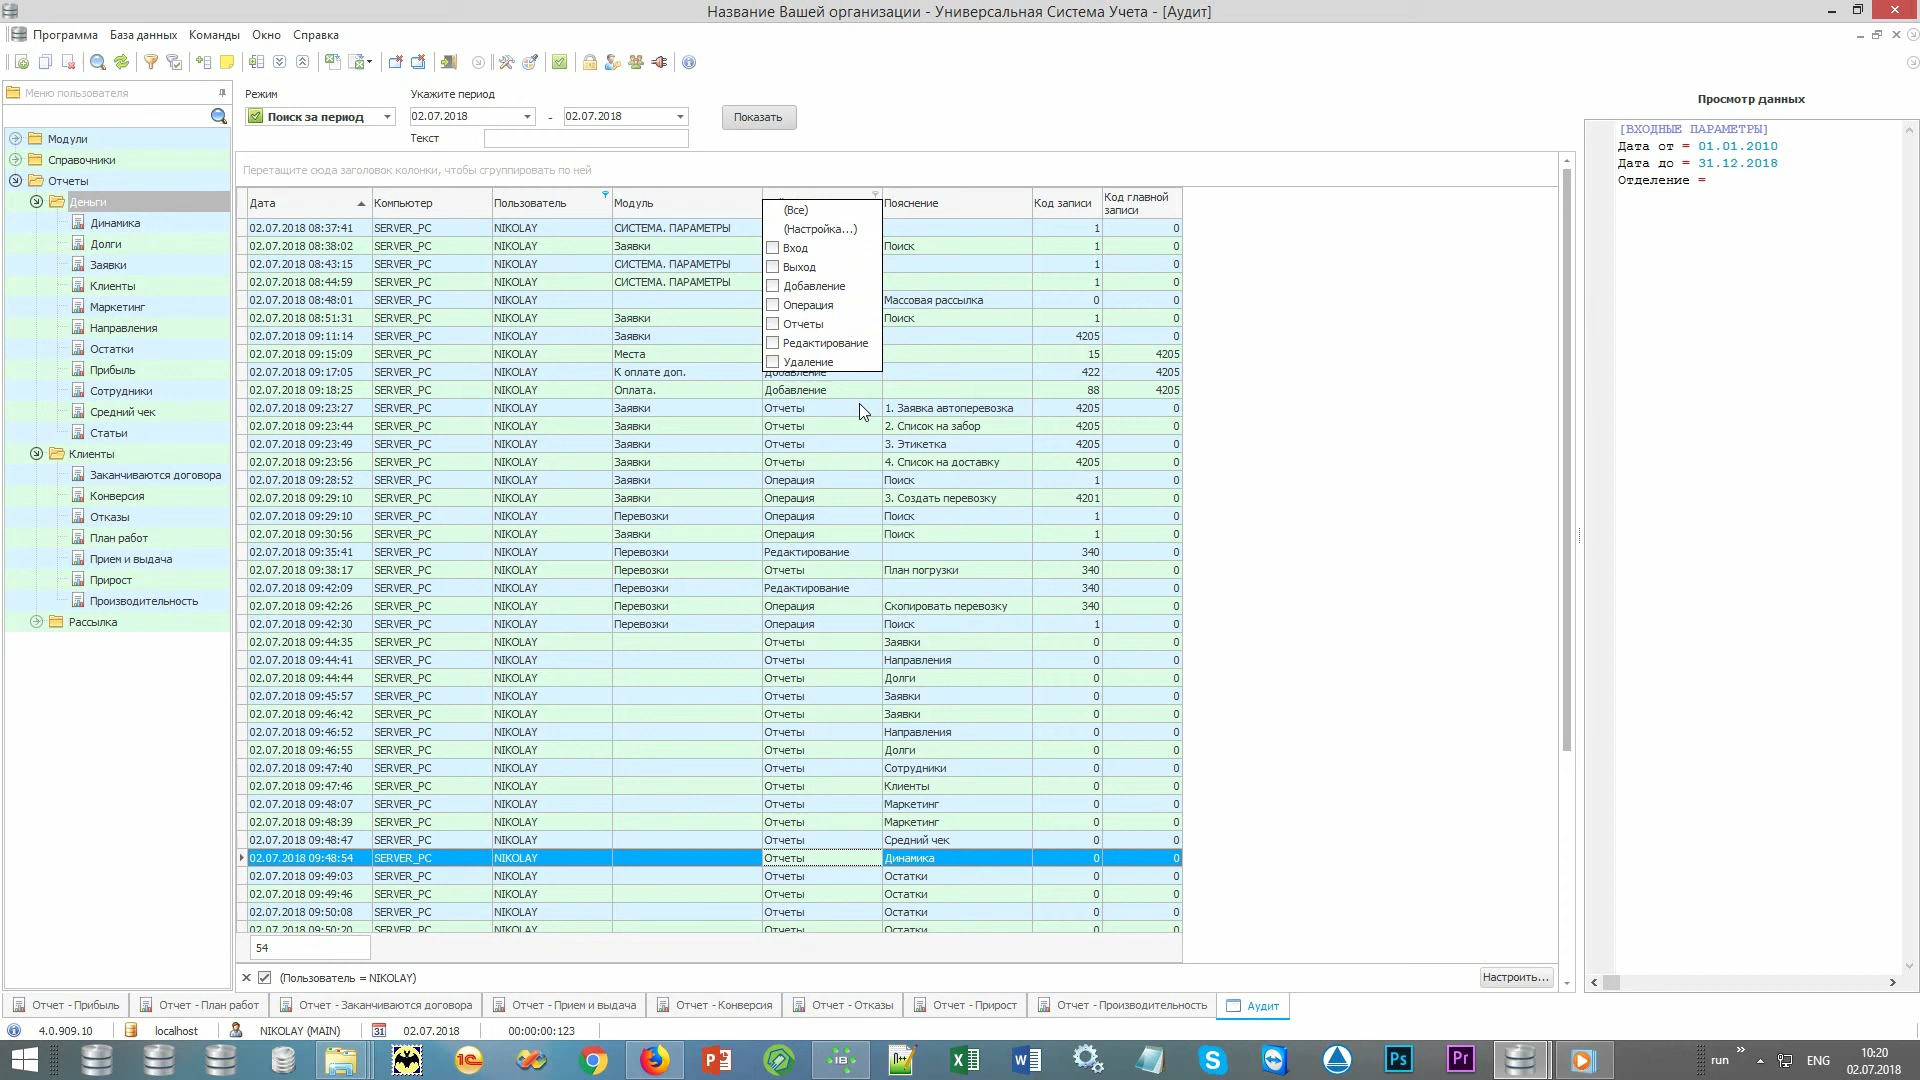 Название Вашей организации - Универсальная Система Учета - [Аудит]
Программа База данных Команды Окно Справка
Меню пользователя
Модули
Справочники
Отчеты
Деньги
Динамика
Долги
Заявки
Клиенты
Маркетинг
Направления
Остатки
Прибыль
Сотрудники
Средний чек
Статьи
Клиенты
Заканчиваются договора
Конверсия
Отказы
План работ
Прием и выдача
Прирост
Производительность
Рассылка
Режим Укажите период
Поиск за период 02.07.2018 - 02.07.2018 Показать
Текст
Перетащите сюда заголовок колонки, чтобы сгруппировать по ней
Дата Компьютер Пользователь Модуль Пояснение Код записи Код главной записи
(Все)
(Настройка...)
Вход
Выход
Добавление
Операция
Отчеты
Редактирование
Удаление
02.07.2018 08:37:41 SERVER_PC NIKOLAY СИСТЕМА. ПАРАМЕТРЫ 1 0
02.07.2018 08:38:02 SERVER_PC NIKOLAY Заявки Поиск 1 0
02.07.2018 08:43:15 SERVER_PC NIKOLAY СИСТЕМА. ПАРАМЕТРЫ 1 0
02.07.2018 08:44:59 SERVER_PC NIKOLAY СИСТЕМА. ПАРАМЕТРЫ 1 0
02.07.2018 08:48:01 SERVER_PC NIKOLAY Массовая рассылка 0 0
02.07.2018 08:51:31 SERVER_PC NIKOLAY Заявки Поиск 1 0
02.07.2018 09:11:14 SERVER_PC NIKOLAY Заявки 4205 0
02.07.2018 09:15:09 SERVER_PC NIKOLAY Места 15 4205
02.07.2018 09:17:05 SERVER_PC NIKOLAY К оплате доп. Добавление 422 4205
02.07.2018 09:18:25 SERVER_PC NIKOLAY Оплата. Добавление 88 4205
02.07.2018 09:23:27 SERVER_PC NIKOLAY Заявки Отчеты 1. Заявка автоперевозка 4205 0
02.07.2018 09:23:44 SERVER_PC NIKOLAY Заявки Отчеты 2. Список на забор 4205 0
02.07.2018 09:23:49 SERVER_PC NIKOLAY Заявки Отчеты 3. Этикетка 4205 0
02.07.2018 09:23:56 SERVER_PC NIKOLAY Заявки Отчеты 4. Список на доставку 4205 0
02.07.2018 09:28:52 SERVER_PC NIKOLAY Заявки Операция Поиск 1 0
02.07.2018 09:29:10 SERVER_PC NIKOLAY Заявки Операция 3. Создать перевозку 4201 0
02.07.2018 09:29:10 SERVER_PC NIKOLAY Перевозки Операция Поиск 1 0
02.07.2018 09:30:56 SERVER_PC NIKOLAY Заявки Операция Поиск 1 0
02.07.2018 09:35:41 SERVER_PC NIKOLAY Перевозки Редактирование 340 0
02.07.2018 09:38:17 SERVER_PC NIKOLAY Перевозки Отчеты План погрузки 340 0
02.07.2018 09:42:09 SERVER_PC NIKOLAY Перевозки Редактирование 340 0
02.07.2018 09:42:26 SERVER_PC NIKOLAY Перевозки Операция Скопировать перевозку 340 0
02.07.2018 09:42:30 SERVER_PC NIKOLAY Перевозки Операция Поиск 1 0
02.07.2018 09:44:35 SERVER_PC NIKOLAY Отчеты Заявки 0 0
02.07.2018 09:44:41 SERVER_PC NIKOLAY Отчеты Направления 0 0
02.07.2018 09:44:44 SERVER_PC NIKOLAY Отчеты Долги 0 0
02.07.2018 09:45:57 SERVER_PC NIKOLAY Отчеты Заявки 0 0
02.07.2018 09:46:42 SERVER_PC NIKOLAY Отчеты Заявки 0 0
02.07.2018 09:46:52 SERVER_PC NIKOLAY Отчеты Направления 0 0
02.07.2018 09:46:55 SERVER_PC NIKOLAY Отчеты Долги 0 0
02.07.2018 09:47:40 SERVER_PC NIKOLAY Отчеты Сотрудники 0 0
02.07.2018 09:47:46 SERVER_PC NIKOLAY Отчеты Клиенты 0 0
02.07.2018 09:48:07 SERVER_PC NIKOLAY Отчеты Маркетинг 0 0
02.07.2018 09:48:39 SERVER_PC NIKOLAY Отчеты Маркетинг 0 0
02.07.2018 09:48:47 SERVER_PC NIKOLAY Отчеты Средний чек 0 0
02.07.2018 09:48:54 SERVER_PC NIKOLAY Отчеты Динамика 0 0
02.07.2018 09:49:03 SERVER_PC NIKOLAY Отчеты Остатки 0 0
02.07.2018 09:49:46 SERVER_PC NIKOLAY Отчеты Остатки 0 0
02.07.2018 09:50:08 SERVER_PC NIKOLAY Отчеты Остатки 0 0
02.07.2018 09:50:20 SERVER_PC NIKOLAY Отчеты Остатки 0 0
54
(Пользователь = NIKOLAY) Настроить...
Просмотр данных
[ВХОДНЫЕ ПАРАМЕТРЫ]
Дата от = 01.01.2010
Дата до = 31.12.2018
Отделение =
Отчет - Прибыль Отчет - План работ Отчет - Заканчиваются договора Отчет - Прием и выдача Отчет - Конверсия Отчет - Отказы Отчет - Прирост Отчет - Производительность Аудит
4.0.909.10 localhost NIKOLAY (MAIN) 31 02.07.2018 00:00:00:123
run ENG 10:20
02.07.2018